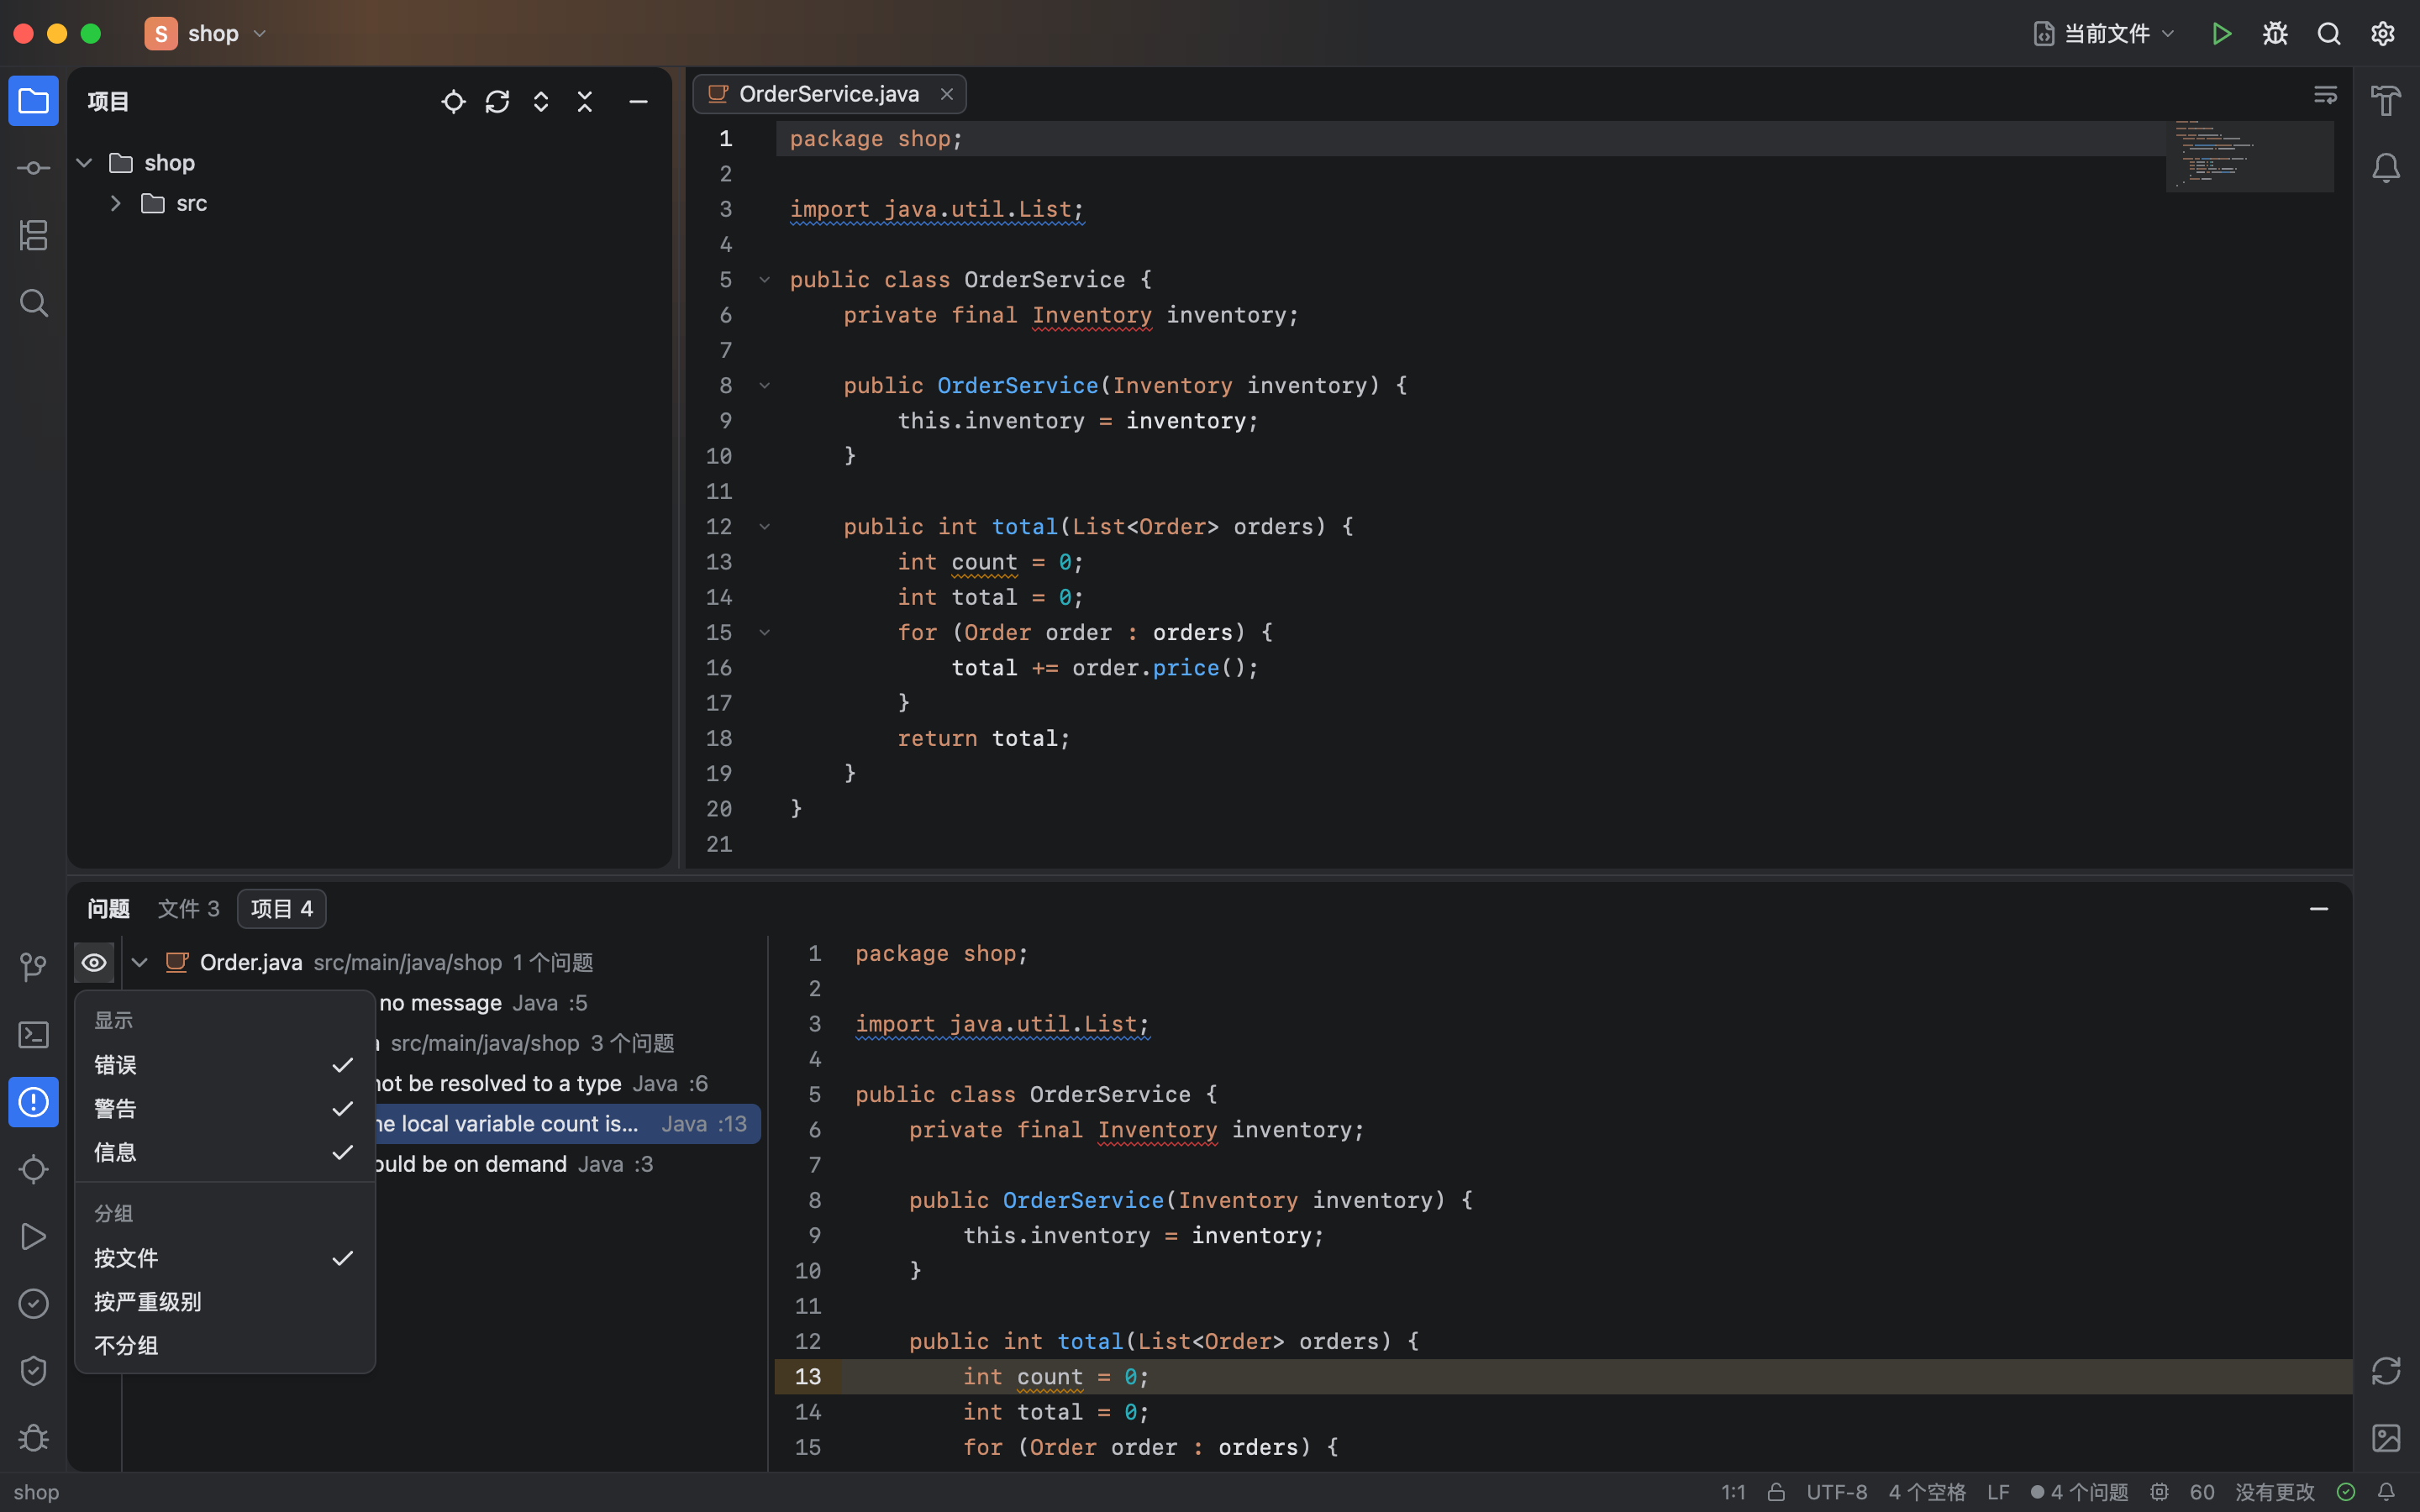 S shop
当前文件
项目
shop
src
OrderService.java
1 package shop;
2
3 import java.util.List;
4
5 public class OrderService {
6 private final Inventory inventory;
7
8 public OrderService(Inventory inventory) {
9 this.inventory = inventory;
10 }
11
12 public int total(List<Order> orders) {
13 int count = 0;
14 int total = 0;
15 for (Order order : orders) {
16 total += order.price();
17 }
18 return total;
19 }
20 }
21
问题 文件 3 项目 4
Order.java src/main/java/shop 1 个问题
no message Java :5
src/main/java/shop 3 个问题
not be resolved to a type Java :6
local variable count is... Java :13
be on demand Java :3
显示
错误
警告
信息
分组
按文件
按严重级别
不分组
1 package shop;
2
3 import java.util.List;
4
5 public class OrderService {
6 private final Inventory inventory;
7
8 public OrderService(Inventory inventory) {
9 this.inventory = inventory;
10 }
11
12 public int total(List<Order> orders) {
13 int count = 0;
14 int total = 0;
15 for (Order order : orders) {
shop
1:1 UTF-8 4 个空格 LF 4 个问题 60 没有更改